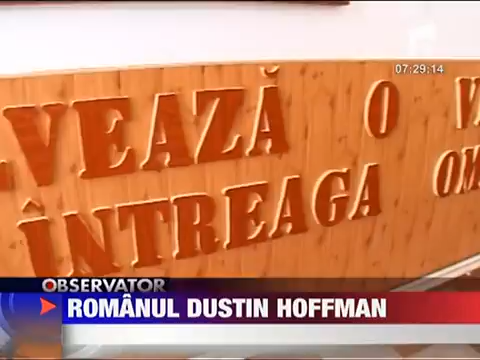 07:29:14
VEAZĂ O
ÎNTREAGA OM
OBSERVATOR
ROMÂNUL DUSTIN HOFFMAN